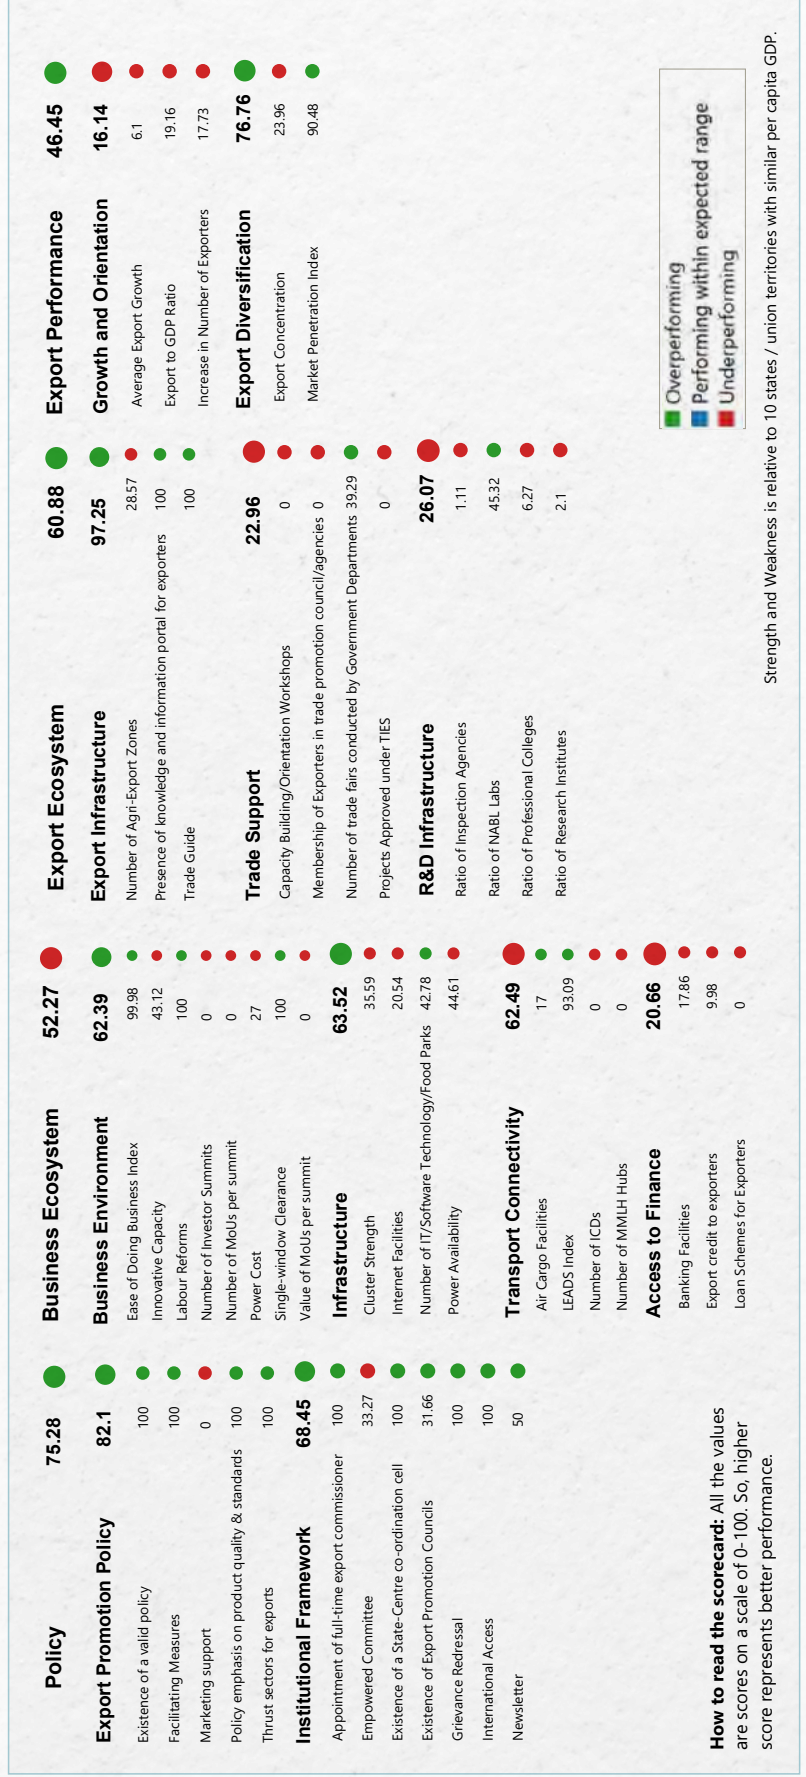 Policy 75.28
Export Promotion Policy 82.1
Existence of a valid policy 100
Facilitating Measures 100
Marketing support 0
Policy emphasis on product quality & standards 100
Thrust sectors for exports 100
Institutional Framework 68.45
Appointment of full-time export commissioner 100
Empowered Committee 33.27
Existence of a State-Centre co-ordination cell 100
Existence of Export Promotion Councils 31.66
Grievance Redressal 100
International Access 100
Newsletter 50
Business Ecosystem 52.27
Business Environment 62.39
Ease of Doing Business Index 99.98
Innovative Capacity 43.12
Labour Reforms 100
Number of Investor Summits 0
Number of MoUs per summit 0
Power Cost 27
Single-window Clearance 100
Value of MoUs per summit 0
Infrastructure 63.52
Cluster Strength 35.59
Internet Facilities 20.54
Number of IT/Software Technology/Food Parks 42.78
Power Availability 44.61
Transport Connectivity 62.49
Air Cargo Facilities 17
LEADS Index 93.09
Number of ICDs 0
Number of MMLH Hubs 0
Access to Finance 20.66
Banking Facilities 17.86
Export credit to exporters 9.98
Loan Schemes for Exporters 0
Export Ecosystem 60.88
Export Infrastructure 97.25
Number of Agri-Export Zones 28.57
Presence of knowledge and information portal for exporters 100
Trade Guide 100
Trade Support 22.96
Capacity Building/Orientation Workshops 0
Membership of Exporters in trade promotion council/agencies 0
Number of trade fairs conducted by Government Departments 39.29
Projects Approved under TIES 0
R&D Infrastructure 26.07
Ratio of Inspection Agencies 1.11
Ratio of NABL Labs 45.32
Ratio of Professional Colleges 6.27
Ratio of Research Institutes 2.1
Export Performance 46.45
Growth and Orientation 16.14
Average Export Growth 6.1
Export to GDP Ratio 19.16
Increase in Number of Exporters 17.73
Export Diversification 76.76
Export Concentration 23.96
Market Penetration Index 90.48
How to read the scorecard: All the values
are scores on a scale of 0-100. So, higher
score represents better performance.
Overperforming
Performing within expected range
Underperforming
Strength and Weakness is relative to 10 states / union territories with similar per capita GDP.